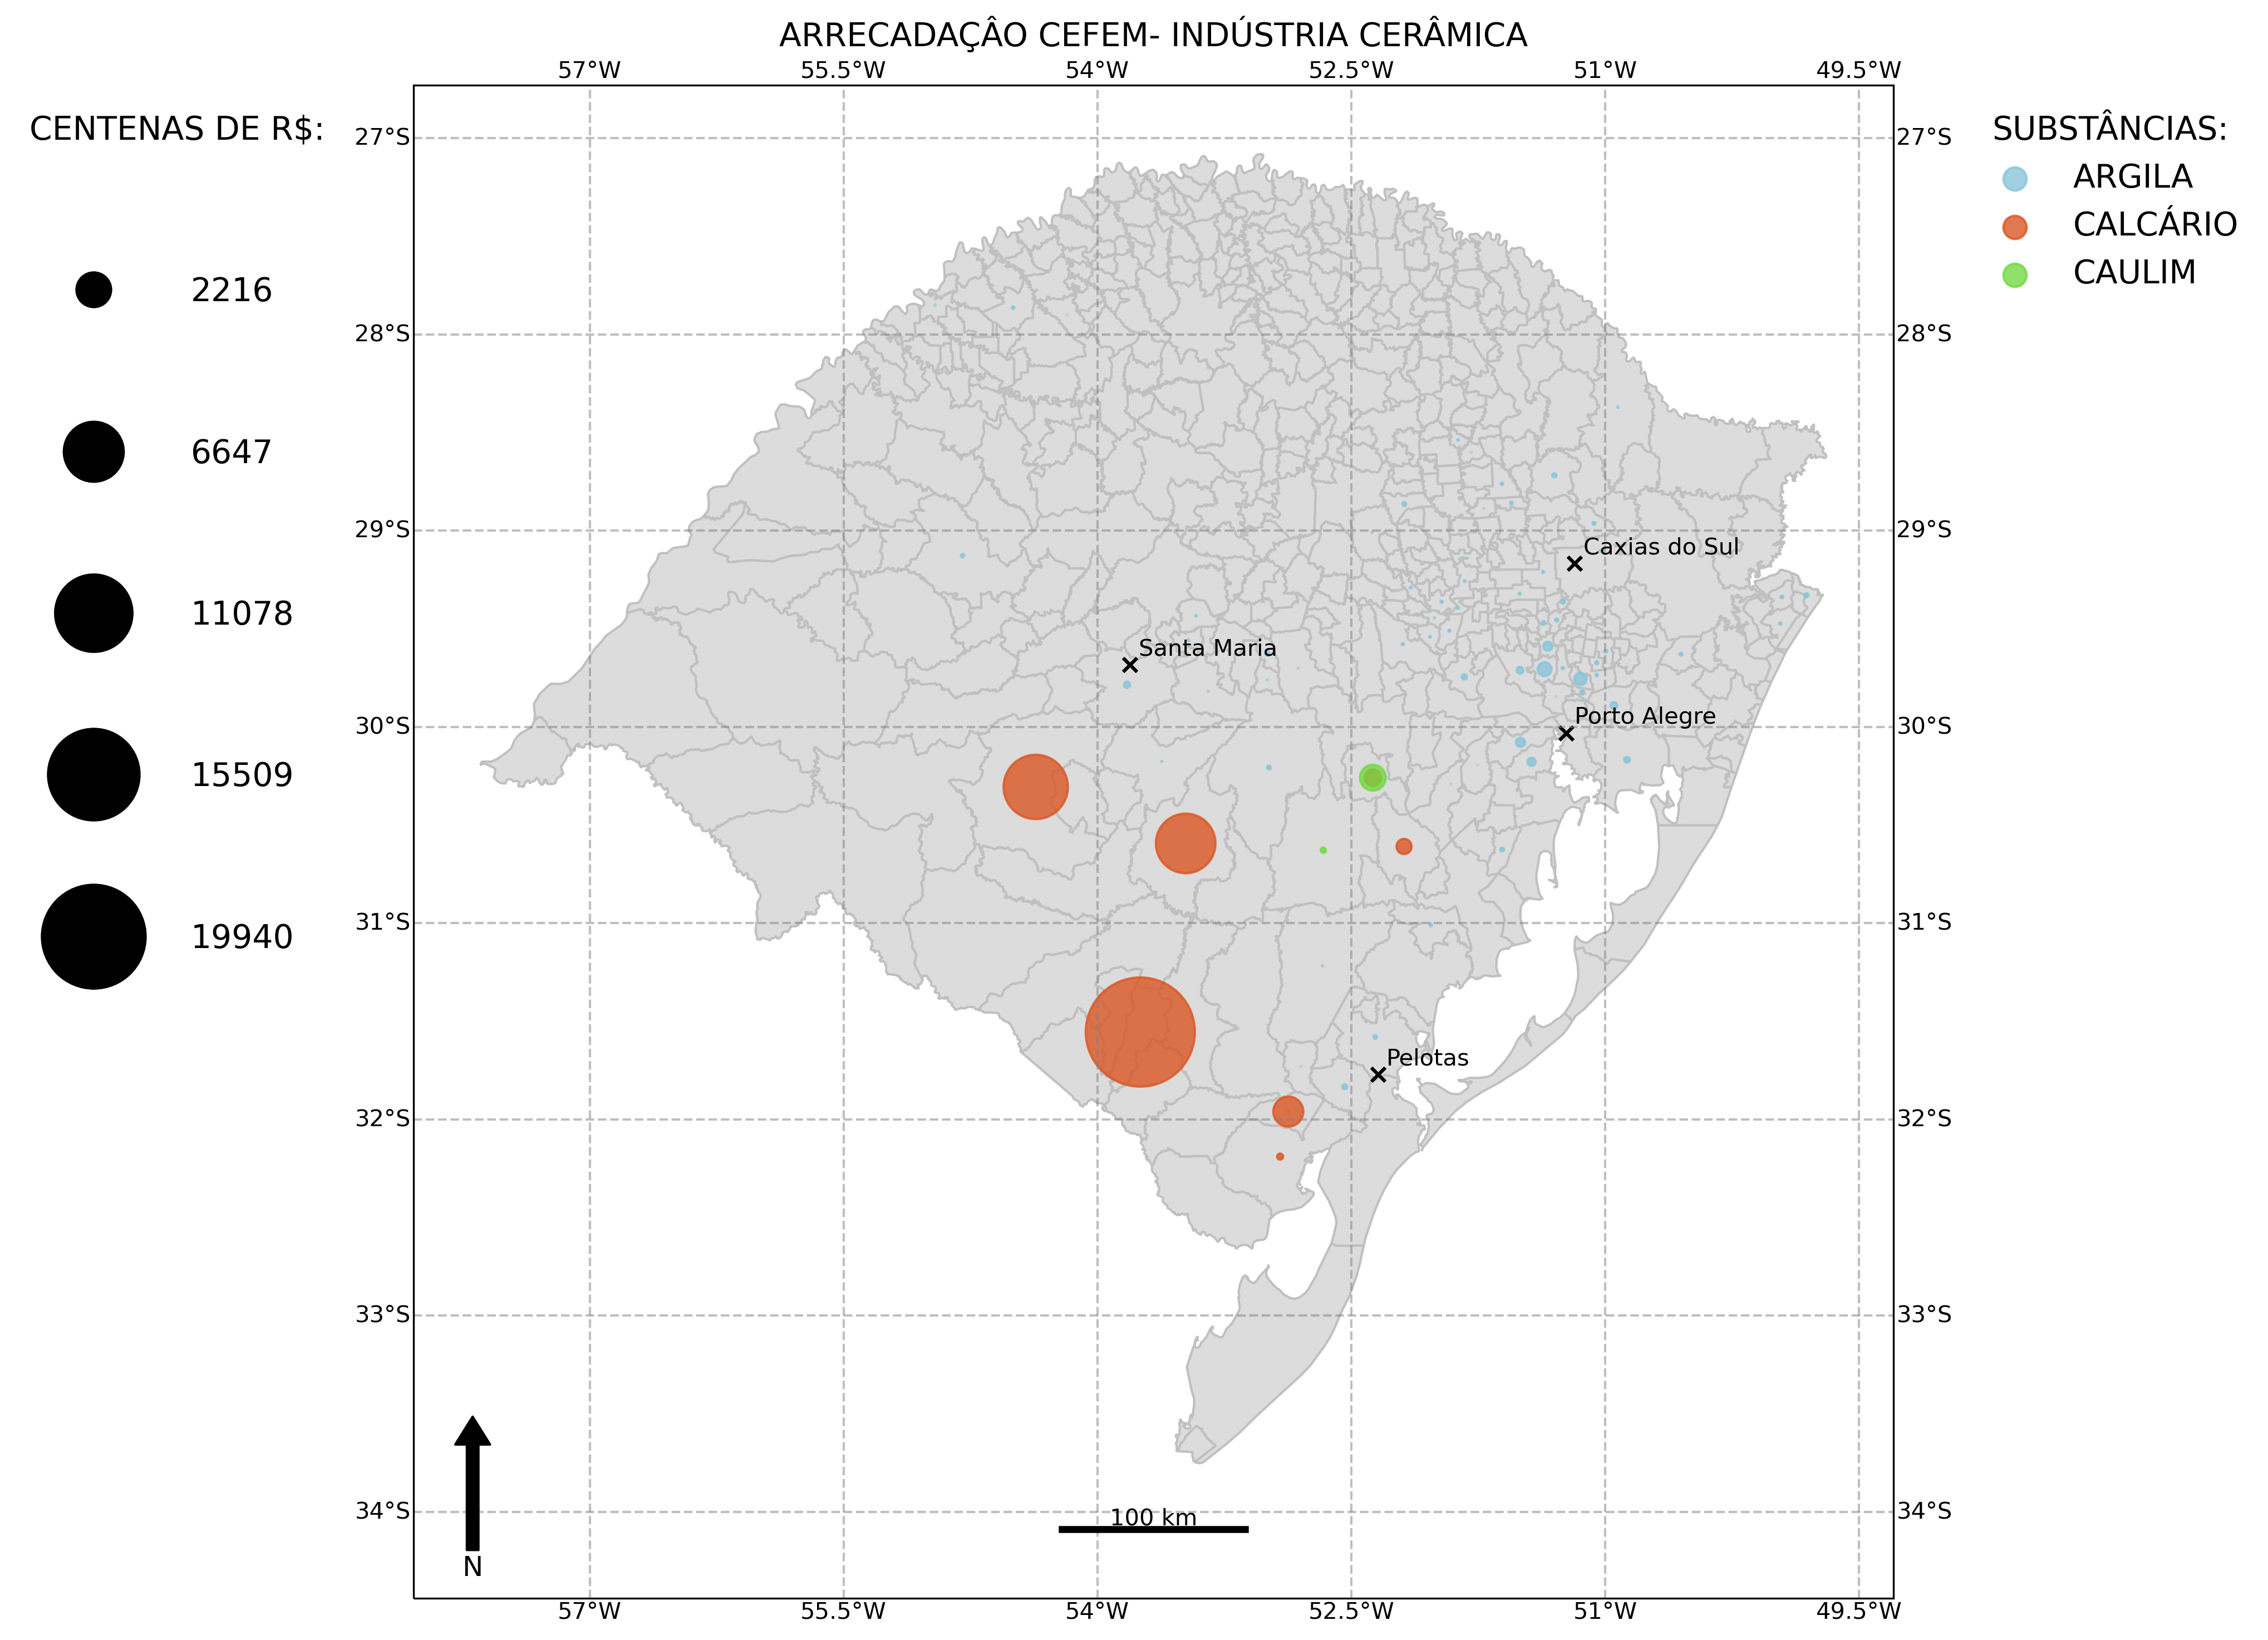 ARRECADAÇÂO CEFEM- INDÚSTRIA CERÂMICA
57°W 55.5°W 54°W 52.5°W 51°W 49.5°W
CENTENAS DE R$:
2216
6647
11078
15509
19940
27°S 27°S
28°S 28°S
29°S 29°S
30°S 30°S
31°S 31°S
32°S 32°S
33°S 33°S
34°S 34°S
Caxias do Sul
Santa Maria
Porto Alegre
Pelotas
100 km
N
57°W 55.5°W 54°W 52.5°W 51°W 49.5°W
SUBSTÂNCIAS:
ARGILA
CALCÁRIO
CAULIM